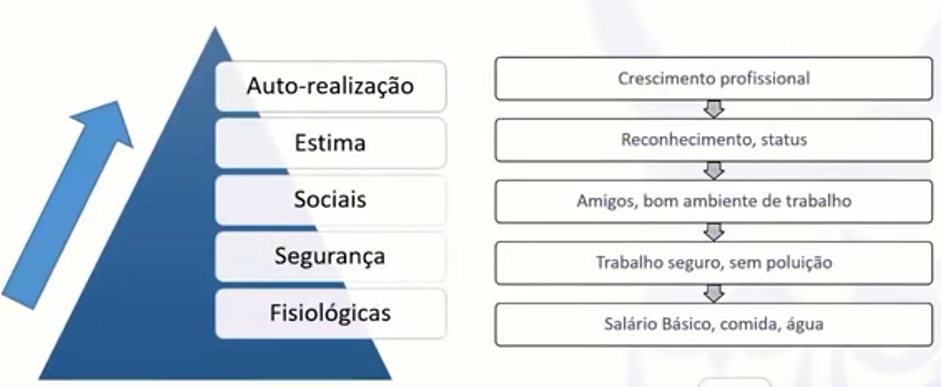 Auto-realização
Estima
Sociais
Segurança
Fisiológicas
Crescimento profissional
Reconhecimento, status
Amigos, bom ambiente de trabalho
Trabalho seguro, sem poluição
Salário Básico, comida, água